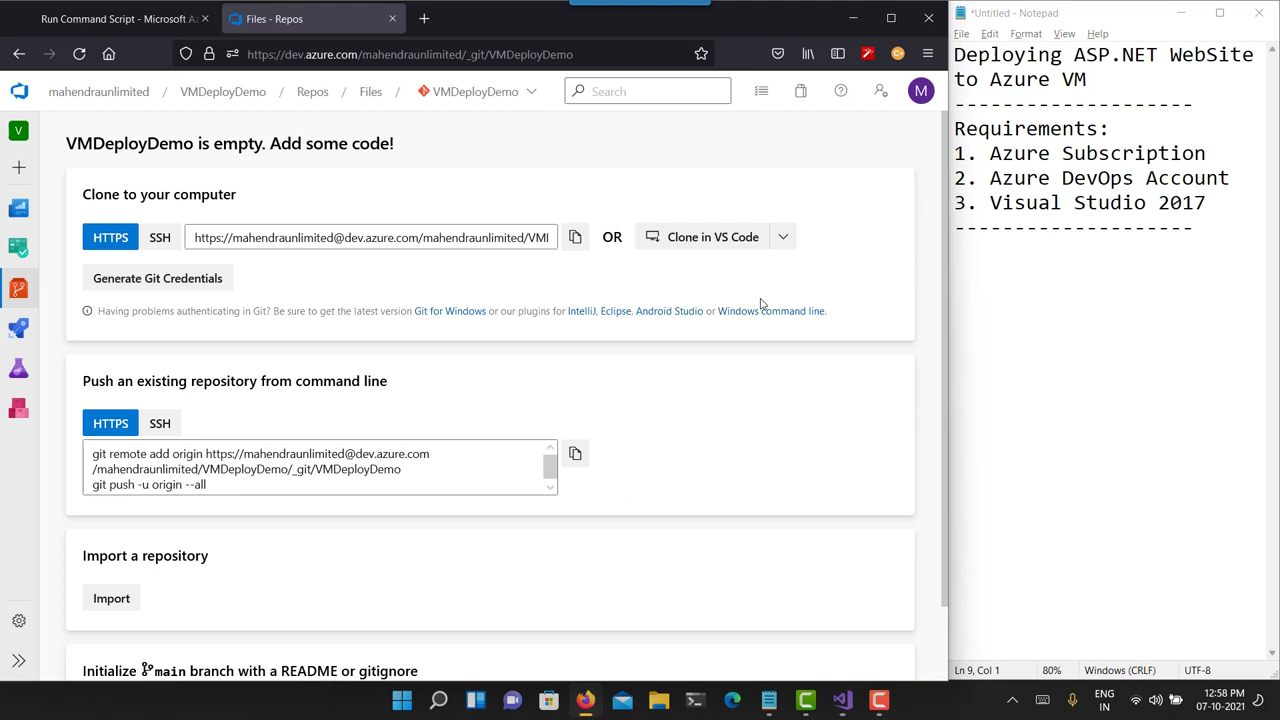 Run Command Script - Microsoft Az
Files - Repos
https://dev.azure.com/mahendraunlimited/_git/VMDeployDemo
mahendraunlimited / VMDeployDemo / Repos / Files / VMDeployDemo
Search
M
V
VMDeployDemo is empty. Add some code!
Clone to your computer
HTTPS SSH https://mahendraunlimited@dev.azure.com/mahendraunlimited/VMI OR Clone in VS Code
Generate Git Credentials
Having problems authenticating in Git? Be sure to get the latest version Git for Windows or our plugins for IntelliJ, Eclipse, Android Studio or Windows command line.
Push an existing repository from command line
HTTPS SSH
git remote add origin https://mahendraunlimited@dev.azure.com
/mahendraunlimited/VMDeployDemo/_git/VMDeployDemo
git push -u origin --all
Import a repository
Import
Initialize main branch with a README or gitignore
*Untitled - Notepad
File Edit Format View Help
Deploying ASP.NET WebSite
to Azure VM
--------------------
Requirements:
1. Azure Subscription
2. Azure DevOps Account
3. Visual Studio 2017
--------------------
Ln 9, Col 1 80% Windows (CRLF) UTF-8
ENG
IN
12:58 PM
07-10-2021